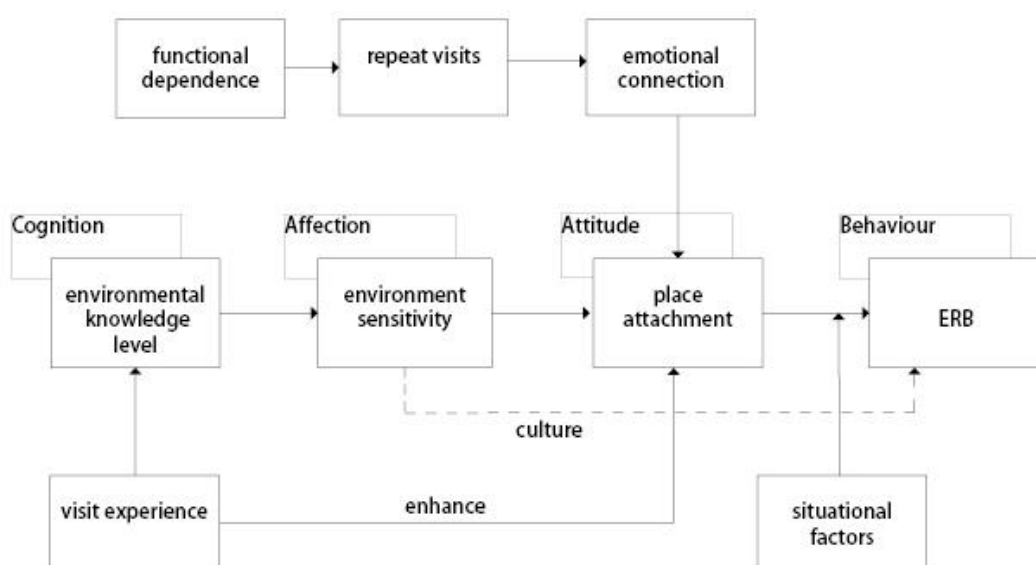 functional
dependence
repeat visits
emotional
connection
Cognition
Affection
Attitude
Behaviour
environmental
knowledge
level
environment
sensitivity
place
attachment
ERB
culture
visit experience
enhance
situational
factors